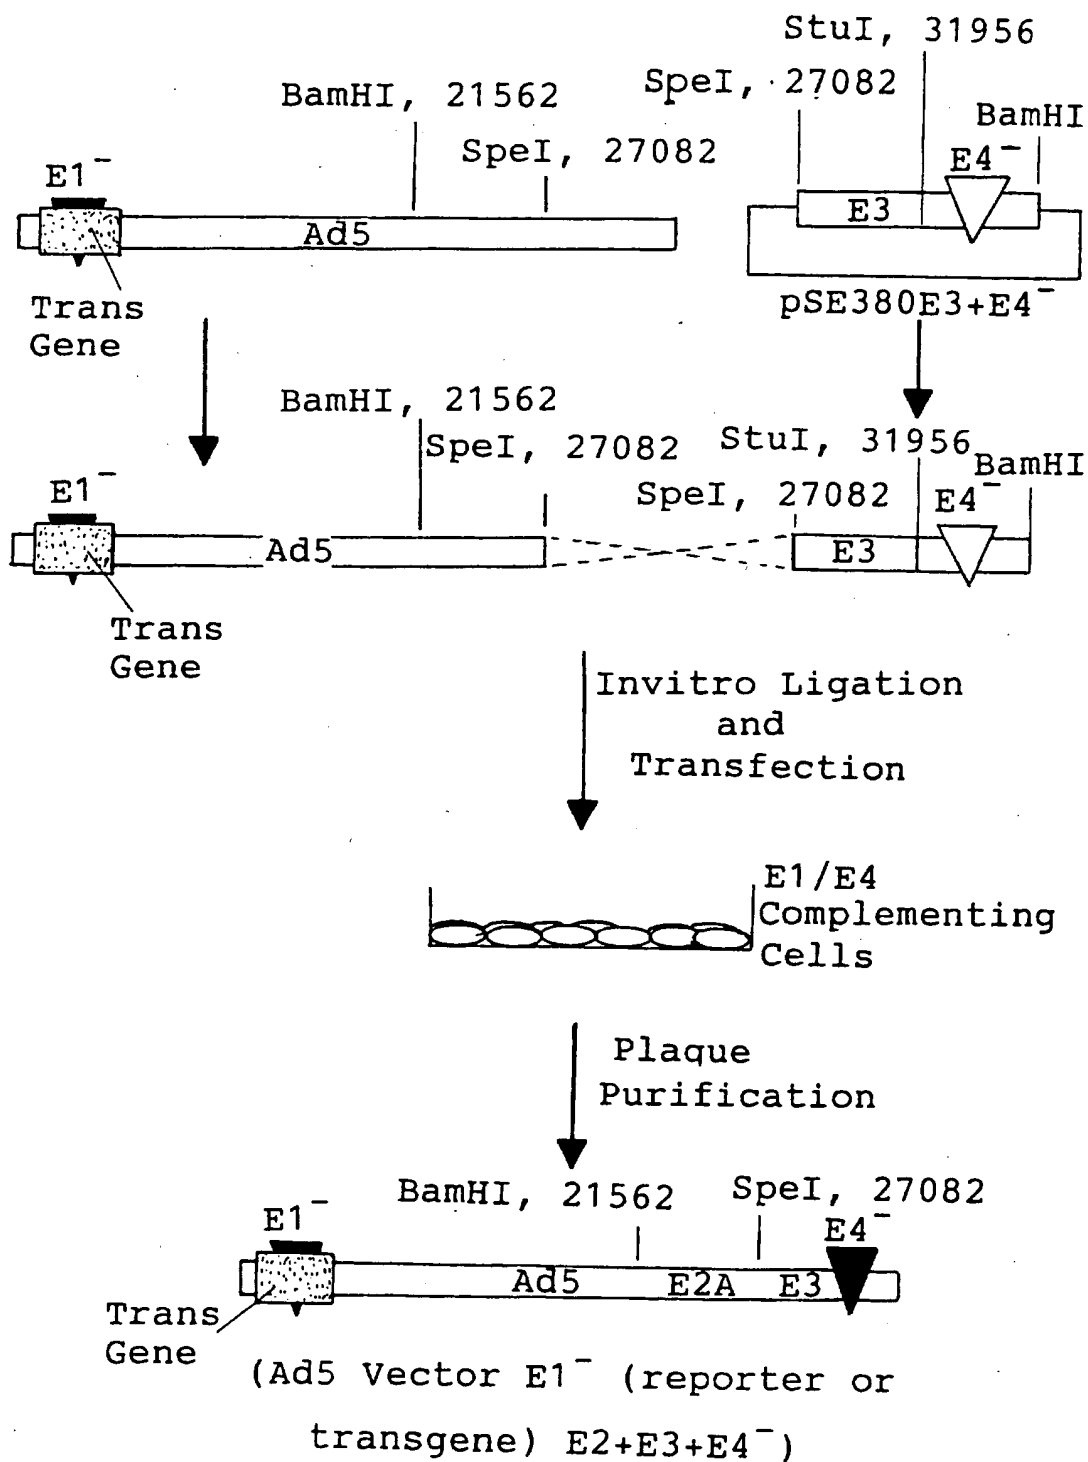 StuI, 31956
SpeI, 27082
BamHI, 21562
BamHI
SpeI, 27082
E4⁻
E1⁻
E3
Ad5
Trans
Gene
pSE380E3+E4⁻
BamHI, 21562
SpeI, 27082
StuI, 31956
BamHI
SpeI, 27082
E4⁻
E1⁻
Ad5
E3
Trans
Gene
Invitro Ligation
and
Transfection
E1/E4
Complementing
Cells
Plaque
Purification
BamHI, 21562
SpeI, 27082
E1⁻
E4⁻
Ad5
E2A
E3
Trans
Gene
(Ad5 Vector E1⁻ (reporter or
transgene) E2+E3+E4⁻)